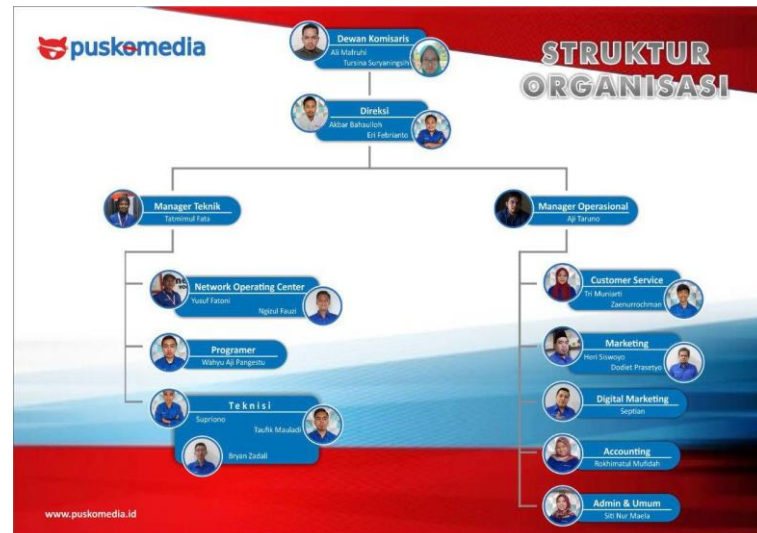 puskomedia
STRUKTUR
ORGANISASI
Dewan Komisaris
Ali Mafruhi
Tursina Suryaningsih
Direksi
Akbar Bahaulloh
Eri Febrianto
Manager Teknik
Tatmimul Fata
Manager Operasional
Aji Taruno
Network Operating Center
Yusuf Fatoni
Ngizul Fauzi
Programer
Wahyu Aji Pangestu
Teknisi
Supriono
Taufik Mauladi
Bryan Zadali
Customer Service
Tri Muniarti
Zaenurrochman
Marketing
Heri Siswoyo
Dodiet Prasetyo
Digital Marketing
Septian
Accounting
Rokhimatul Mufidah
Admin & Umum
Siti Nur Maela
www.puskomedia.id